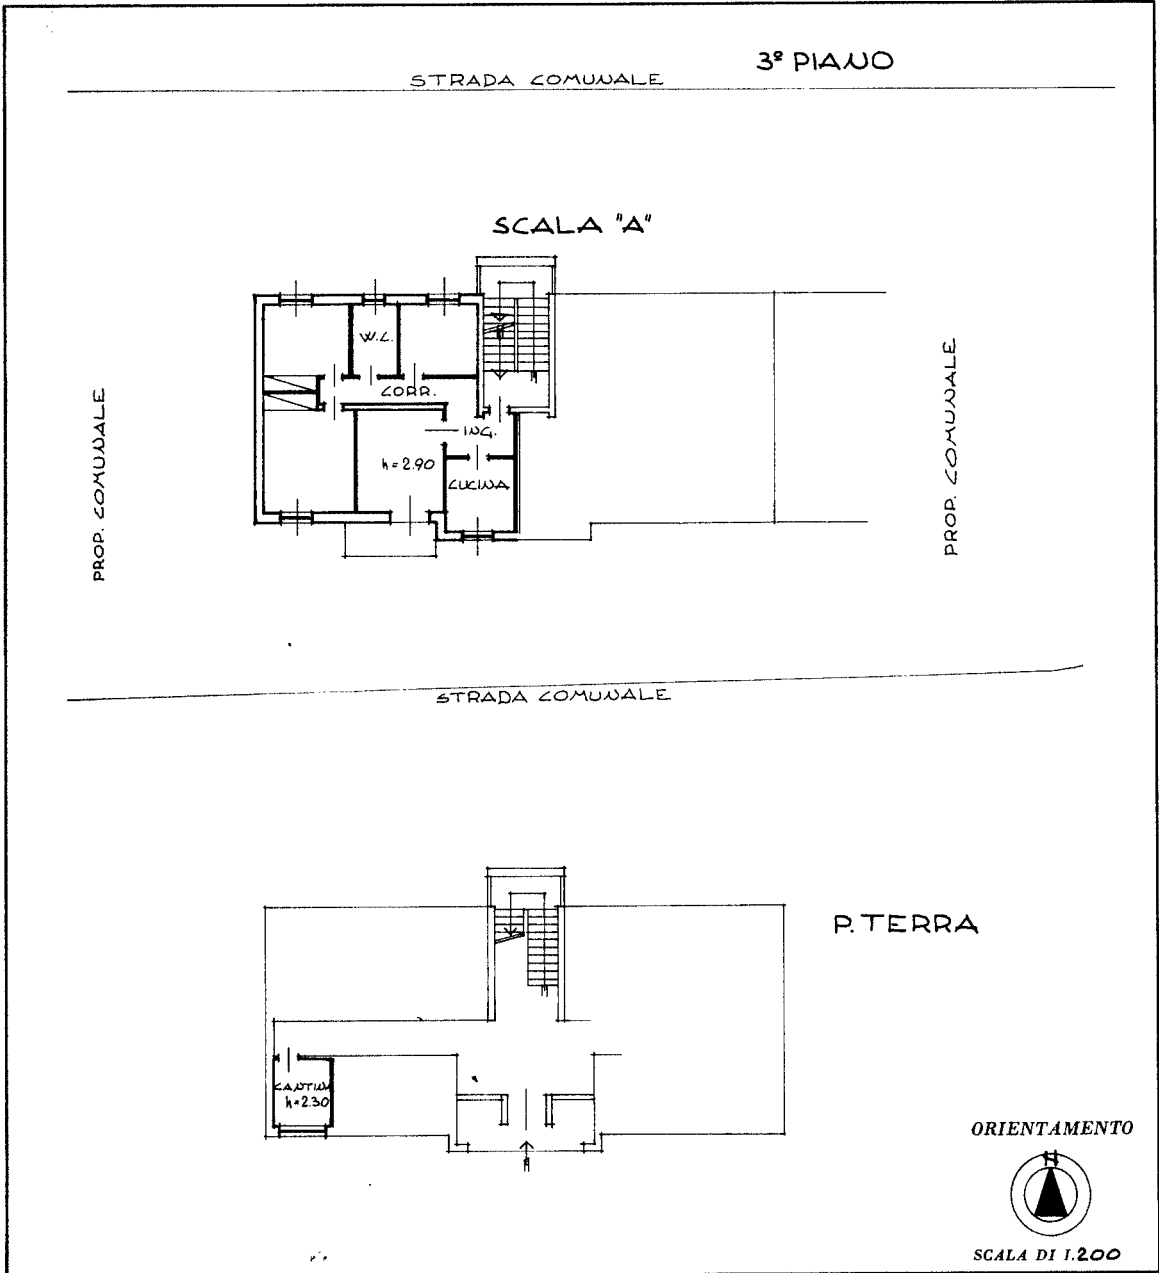 3º PIANO
STRADA COMUNALE
SCALA "A"
W.C.
CORR.
ING.
h=2.90
CUCINA
PROP. COMUNALE
PROP. COMUNALE
STRADA COMUNALE
P. TERRA
CANTINA
h=2.30
ORIENTAMENTO
N
SCALA DI 1.200